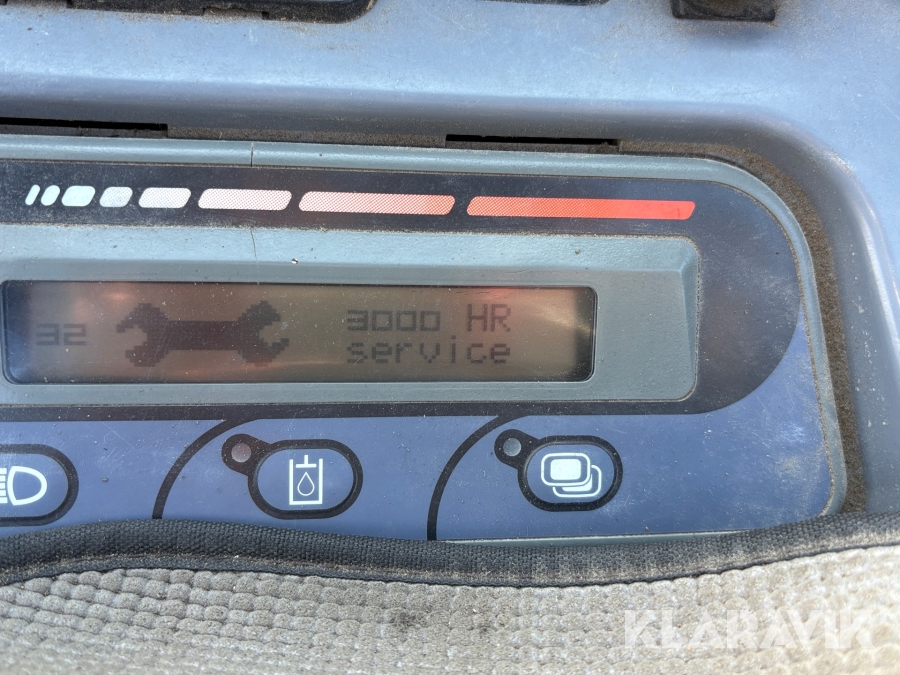 32
3000 HR
service
KLARAVIK